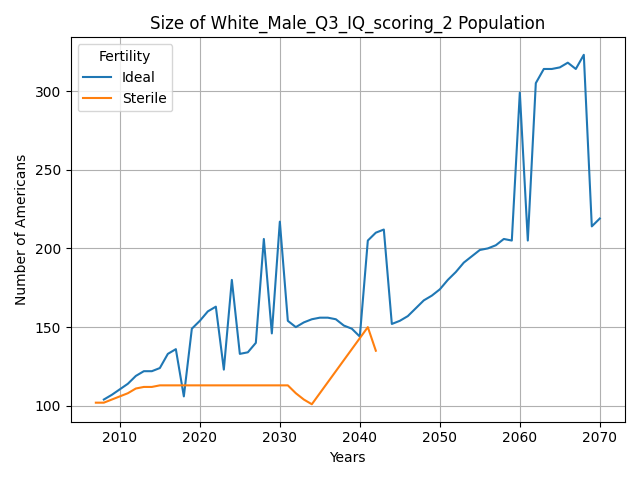 Size of White_Male_Q3_IQ_scoring_2 Population
Fertility
Ideal
Sterile
Number of Americans
300
250
200
150
100
2010 2020 2030 2040 2050 2060 2070
Years